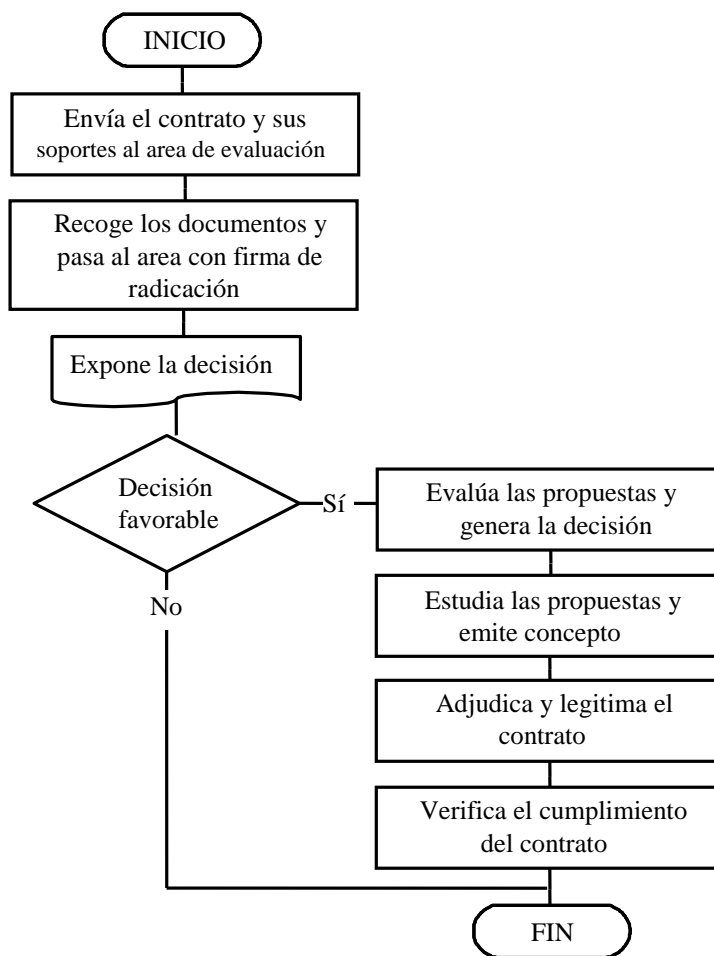 INICIO
Envía el contrato y sus
soportes al area de evaluación
Recoge los documentos y
pasa al area con firma de
radicación
Expone la decisión
Decisión
favorable
Sí
Evalúa las propuestas y
genera la decisión
No
Estudia las propuestas y
emite concepto
Adjudica y legitima el
contrato
Verifica el cumplimiento
del contrato
FIN